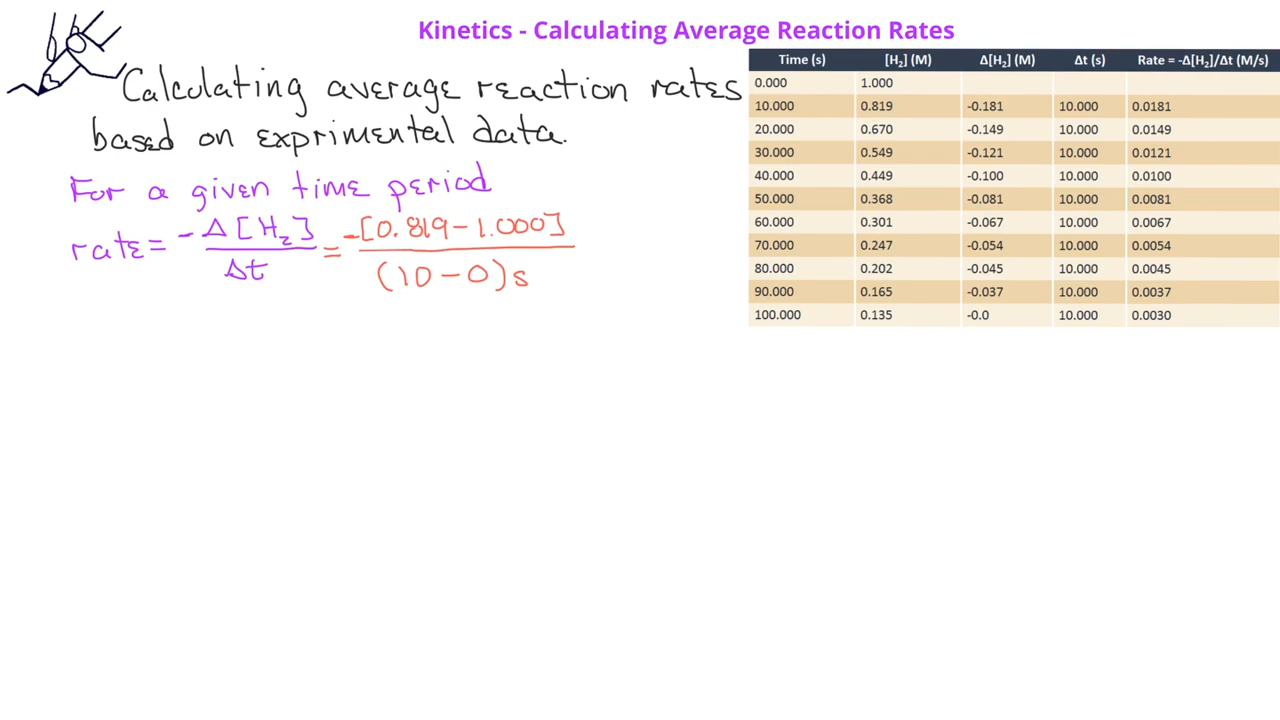 Kinetics - Calculating Average Reaction Rates
Calculating average reaction rates
based on exprimental data.
For a given time period
rate = -Δ[H₂]/Δt = -[0.819-1.000]/(10-0)s
Time (s) [H₂] (M) Δ[H₂] (M) Δt (s) Rate = -Δ[H₂]/Δt (M/s)
0.000 1.000
10.000 0.819 -0.181 10.000 0.0181
20.000 0.670 -0.149 10.000 0.0149
30.000 0.549 -0.121 10.000 0.0121
40.000 0.449 -0.100 10.000 0.0100
50.000 0.368 -0.081 10.000 0.0081
60.000 0.301 -0.067 10.000 0.0067
70.000 0.247 -0.054 10.000 0.0054
80.000 0.202 -0.045 10.000 0.0045
90.000 0.165 -0.037 10.000 0.0037
100.000 0.135 -0.0 10.000 0.0030